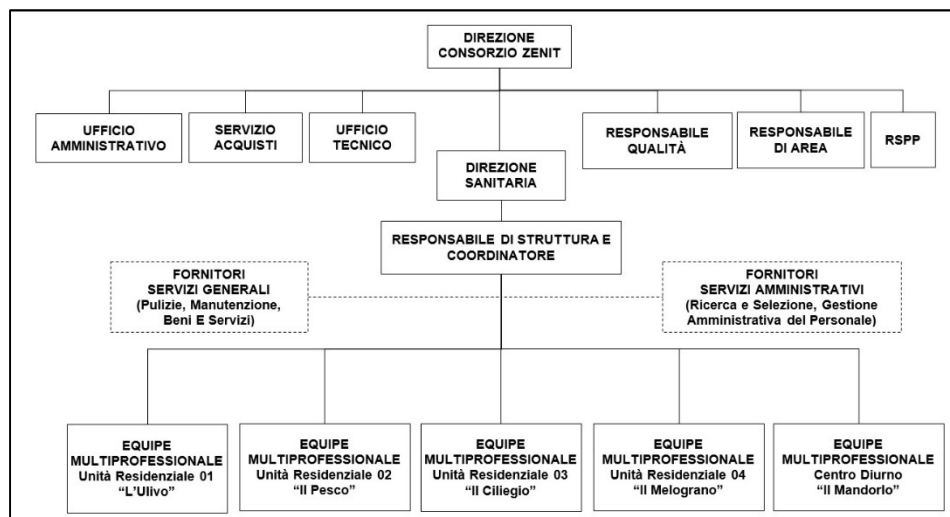 DIREZIONE
CONSORZIO ZENIT
UFFICIO
AMMINISTRATIVO
SERVIZIO
ACQUISTI
UFFICIO
TECNICO
RESPONSABILE
QUALITÀ
RESPONSABILE
DI AREA
RSPP
DIREZIONE
SANITARIA
RESPONSABILE DI STRUTTURA E
COORDINATORE
FORNITORI
SERVIZI GENERALI
(Pulizie, Manutenzione,
Beni E Servizi)
FORNITORI
SERVIZI AMMINISTRATIVI
(Ricerca e Selezione, Gestione
Amministrativa del Personale)
EQUIPE
MULTIPROFESSIONALE
Unità Residenziale 01
“L’Ulivo”
EQUIPE
MULTIPROFESSIONALE
Unità Residenziale 02
“Il Pesco”
EQUIPE
MULTIPROFESSIONALE
Unità Residenziale 03
“Il Ciliegio”
EQUIPE
MULTIPROFESSIONALE
Unità Residenziale 04
“Il Melograno”
EQUIPE
MULTIPROFESSIONALE
Centro Diurno
“Il Mandorlo”